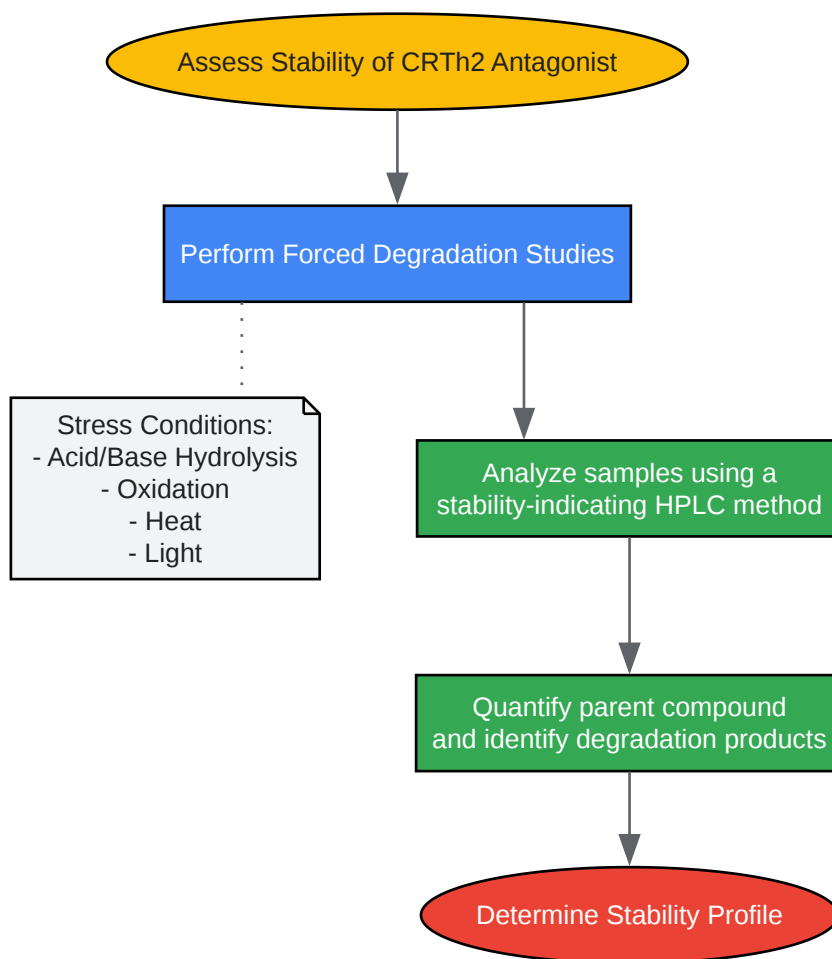 Assess Stability of CRTh2 Antagonist
Perform Forced Degradation Studies
Stress Conditions:
- Acid/Base Hydrolysis
- Oxidation
- Heat
- Light
Analyze samples using a
stability-indicating HPLC method
Quantify parent compound
and identify degradation products
Determine Stability Profile